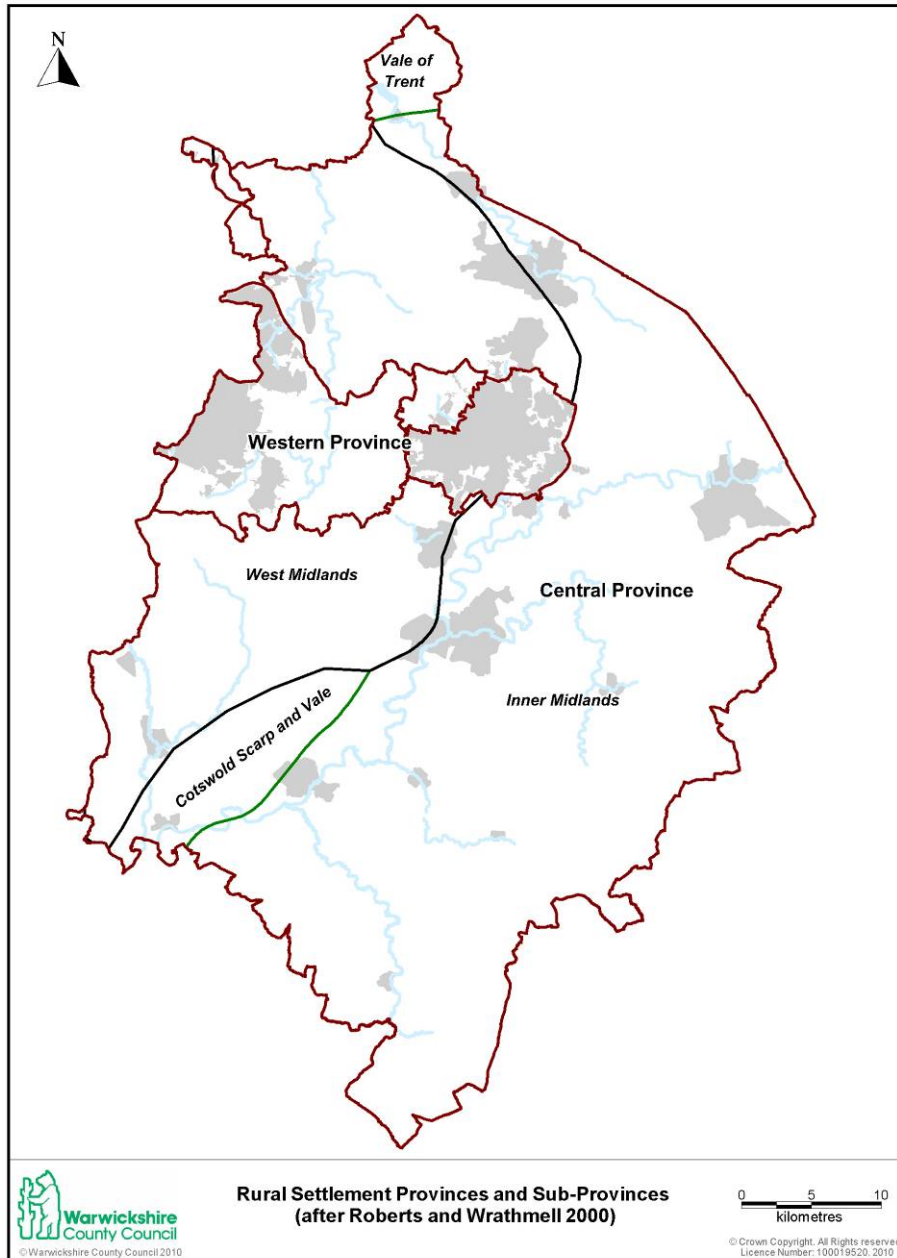 N
Vale of
Trent
Western Province
West Midlands
Central Province
Inner Midlands
Cotswold Scarp and Vale
Warwickshire
County Council
© Warwickshire County Council 2010
Rural Settlement Provinces and Sub-Provinces
(after Roberts and Wrathmell 2000)
0 5 10
kilometres
© Crown Copyright. All Rights reserved
Licence Number: 100019520. 2010